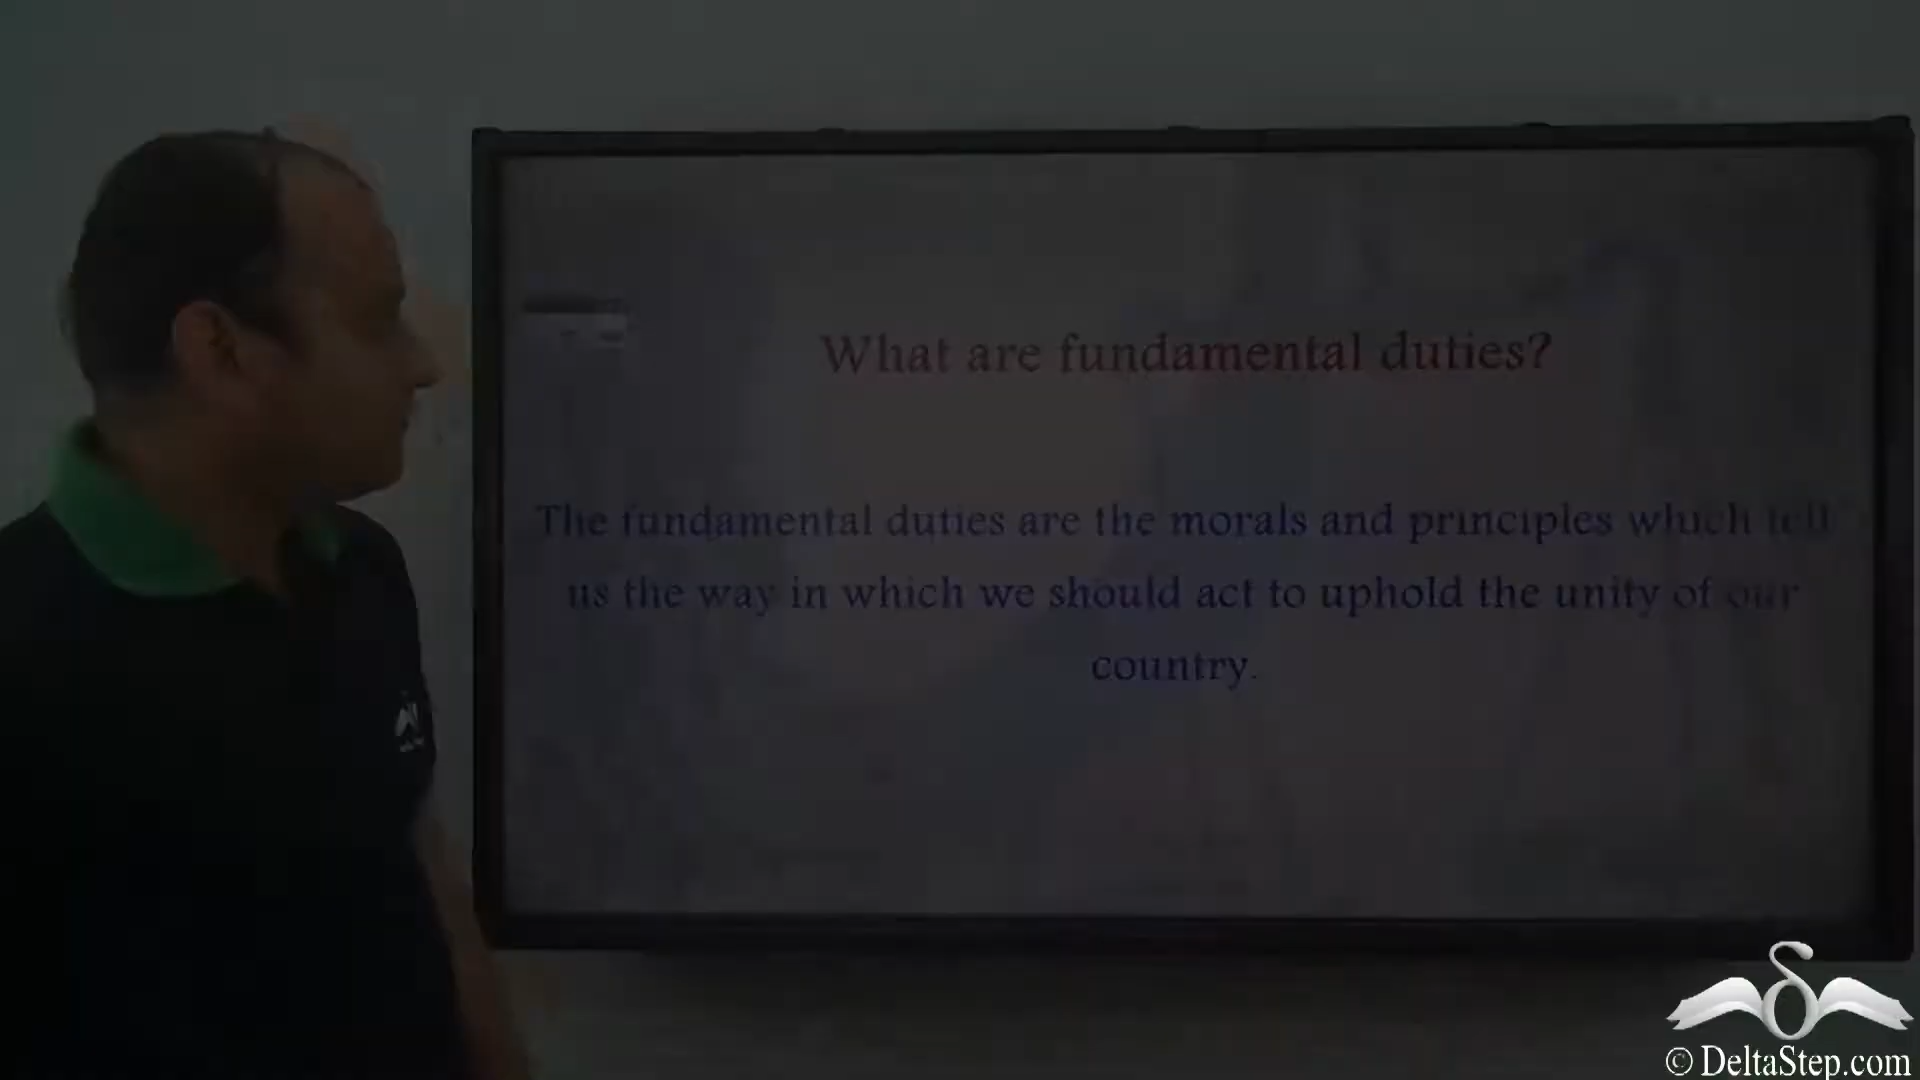 What are fundamental duties?
The fundamental duties are the morals and principles which tell
us the way in which we should act to uphold the unity of our
country.
© DeltaStep.com